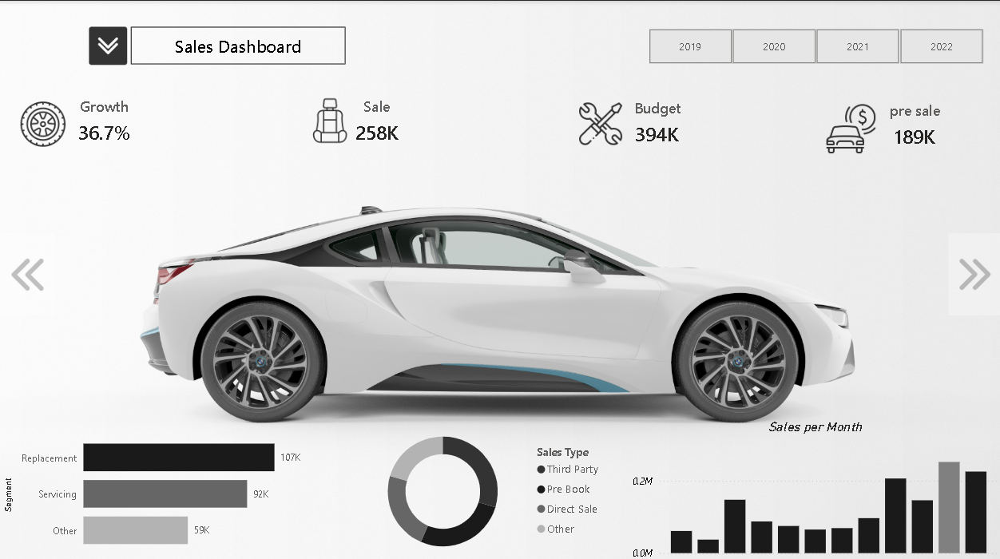 Sales Dashboard
2019
2020
2021
2022
Growth
36.7%
Sale
258K
Budget
394K
pre sale
189K
Sales per Month
Segment
Replacement
107K
Servicing
92K
Other
59K
Sales Type
Third Party
Pre Book
Direct Sale
Other
0.2M
0.0M